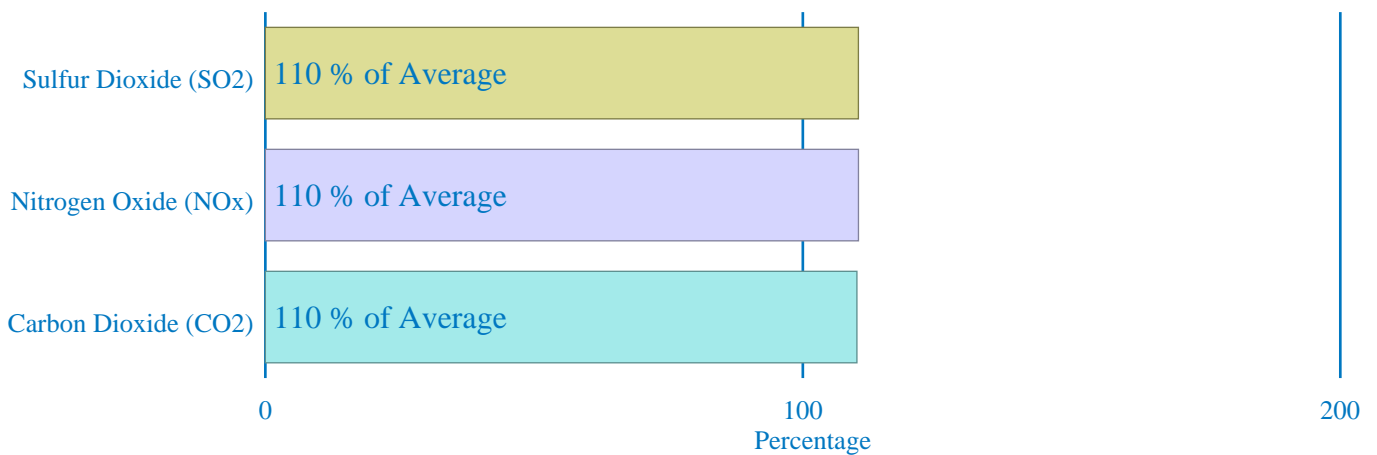 Sulfur Dioxide (SO2) 110 % of Average
Nitrogen Oxide (NOx) 110 % of Average
Carbon Dioxide (CO2) 110 % of Average
0 100 200
Percentage